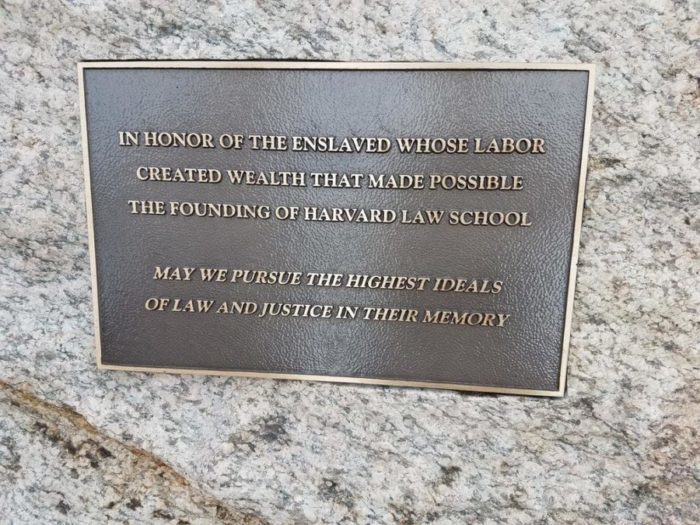 IN HONOR OF THE ENSLAVED WHOSE LABOR
CREATED WEALTH THAT MADE POSSIBLE
THE FOUNDING OF HARVARD LAW SCHOOL
MAY WE PURSUE THE HIGHEST IDEALS
OF LAW AND JUSTICE IN THEIR MEMORY